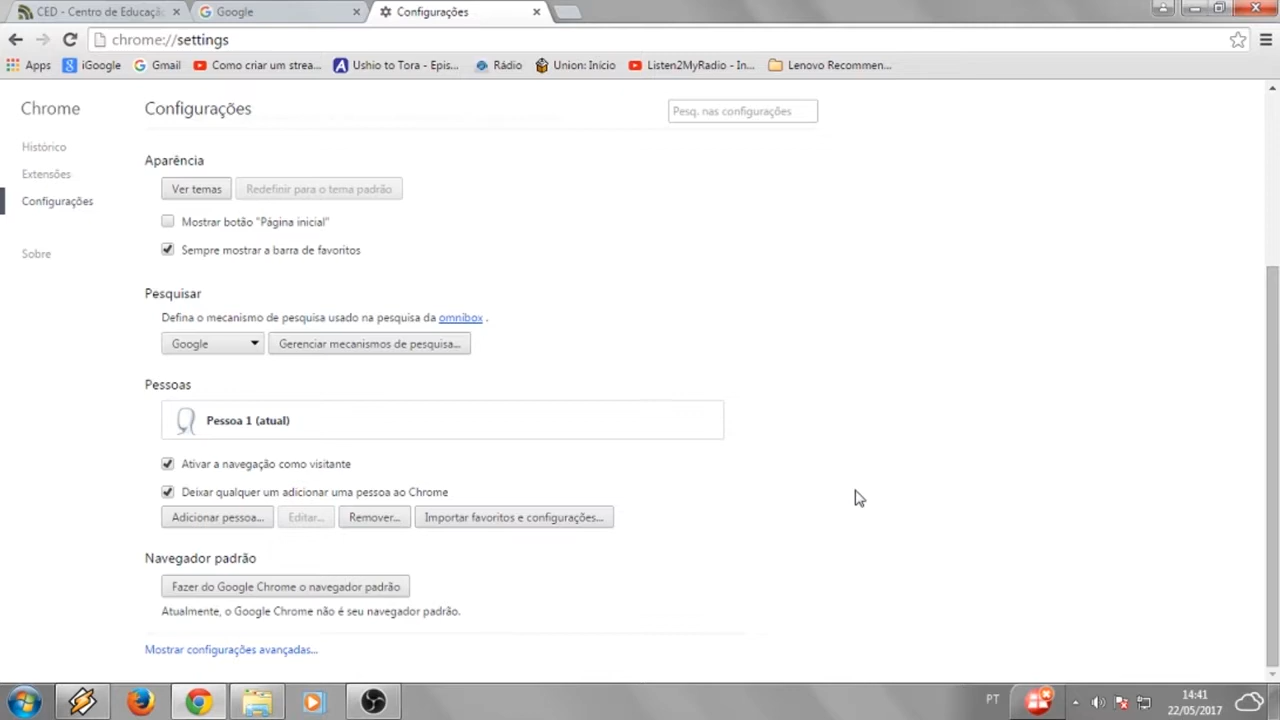 CED - Centro de Educaçã
Google
Configurações
chrome://settings
Apps
iGoogle
Gmail
Como criar um strea...
Ushio to Tora - Epis...
Rádio
Union: Inicio
Listen2MyRadio - In...
Lenovo Recommen...
Chrome
Configurações
Pesq. nas configurações
Histórico
Extensões
Configurações
Sobre
Aparência
Ver temas
Redefinir para o tema padrão
Mostrar botão "Página inicial"
Sempre mostrar a barra de favoritos
Pesquisar
Defina o mecanismo de pesquisa usado na pesquisa da omnibox .
Google
Gerenciar mecanismos de pesquisa...
Pessoas
Pessoa 1 (atual)
Ativar a navegação como visitante
Deixar qualquer um adicionar uma pessoa ao Chrome
Adicionar pessoa...
Editar...
Remover...
Importar favoritos e configurações...
Navegador padrão
Fazer do Google Chrome o navegador padrão
Atualmente, o Google Chrome não é seu navegador padrão.
Mostrar configurações avançadas...
PT
14:41
22/05/2017